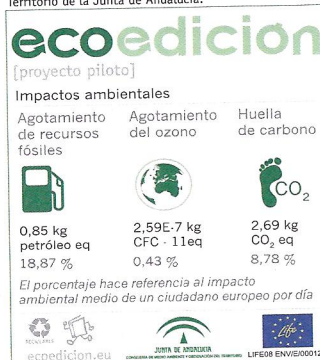 Territorio de la Junta de Andalucía.
ecoedición
[proyecto piloto]
Impactos ambientales
Agotamiento de recursos fósiles
Agotamiento del ozono
Huella de carbono
CO2
0,85 kg petróleo eq
2,59E-7 kg CFC - 11eq
2,69 kg CO2 eq
18,87 %
0,43 %
8,78 %
El porcentaje hace referencia al impacto
ambiental medio de un ciudadano europeo por día
ecoedicion.eu
JUNTA DE ANDALUCIA
Life
LIFE08 ENV/E/00012